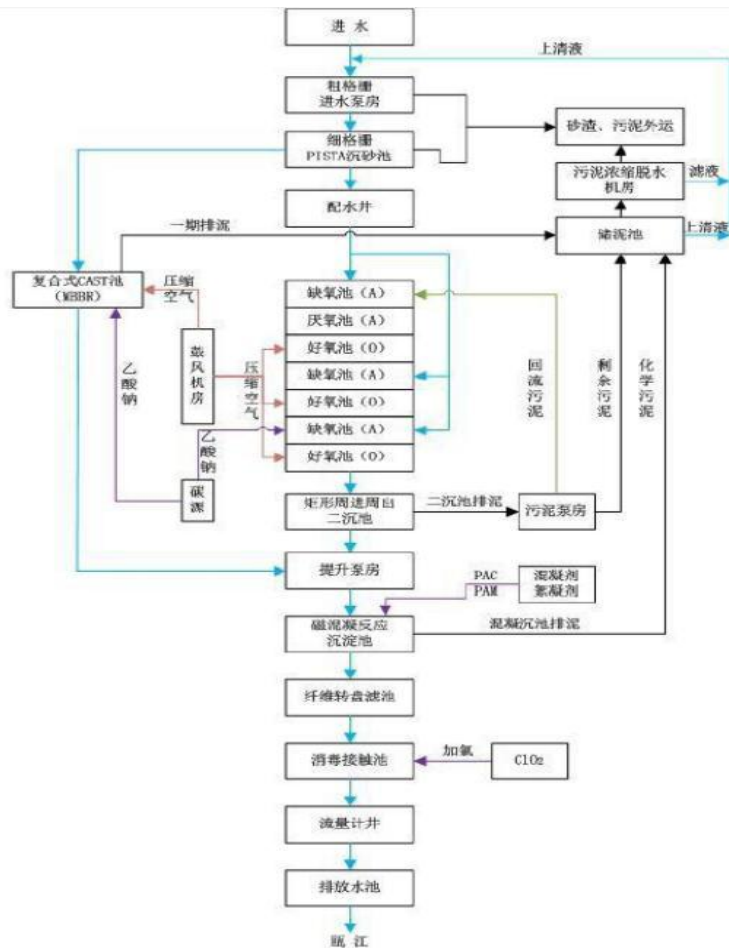 进 水
上清液
粗格栅
进水泵房
砂渣、污泥外运
细格栅
PISTA沉砂池
污泥浓缩脱水
机房
滤液
配水井
一期排泥
储泥池
上清液
复合式CAST池
(MBBR)
压缩
空气
缺氧池(A)
厌氧池(A)
好氧池(O)
缺氧池(A)
好氧池(O)
缺氧池(A)
好氧池(O)
鼓风机房
压缩空气
乙酸钠
乙酸钠
碳源
回流污泥
剩余污泥
化学污泥
矩形周进周出
二沉池
二沉池排泥
污泥泵房
提升泵房
PAC
PAM
混凝剂
絮凝剂
磁混凝反应
沉淀池
混凝沉池排泥
纤维转盘滤池
消毒接触池
加氯
ClO₂
流量计井
排放水池
瓯 江